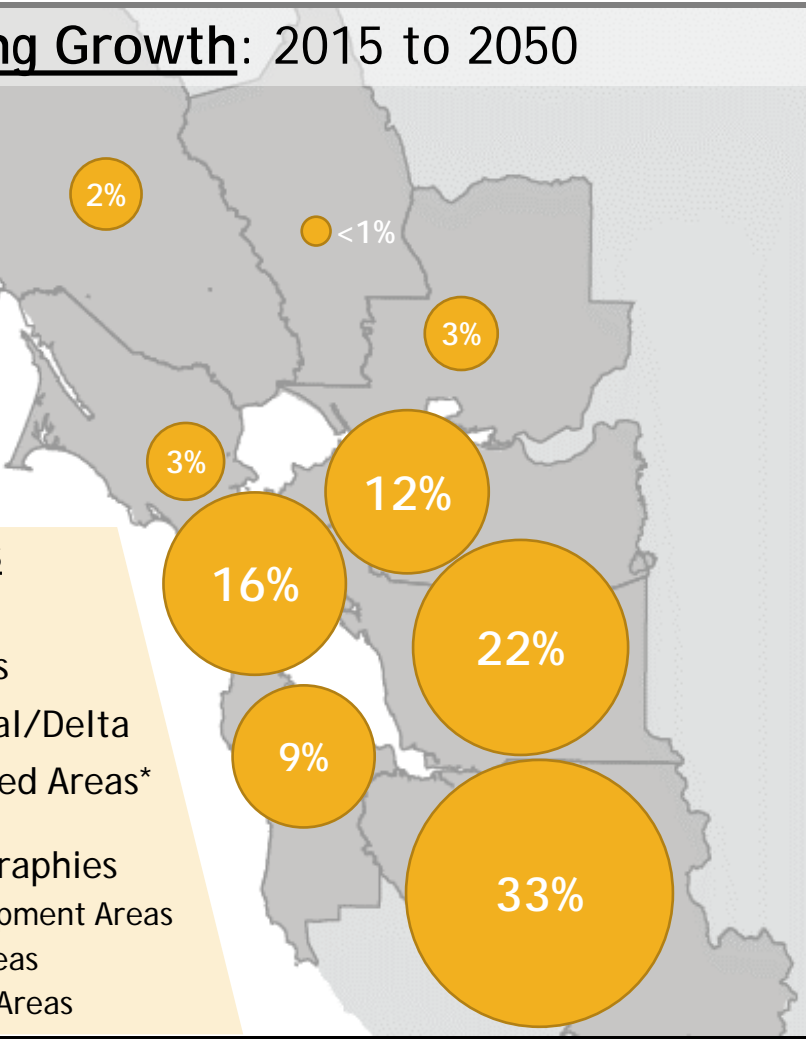 ng Growth: 2015 to 2050
2%
<1%
3%
3%
12%
16%
22%
9%
33%
s
s
al/Delta
ed Areas*
raphies
opment Areas
eas
Areas